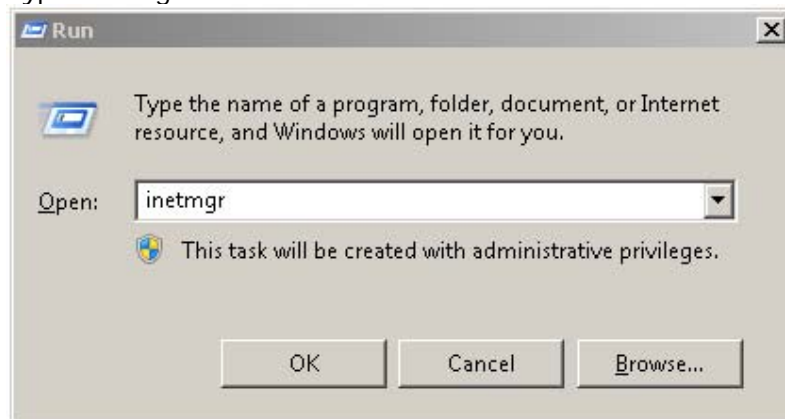 Run
Type the name of a program, folder, document, or Internet
resource, and Windows will open it for you.
Open:
inetmgr
This task will be created with administrative privileges.
OK
Cancel
Browse...